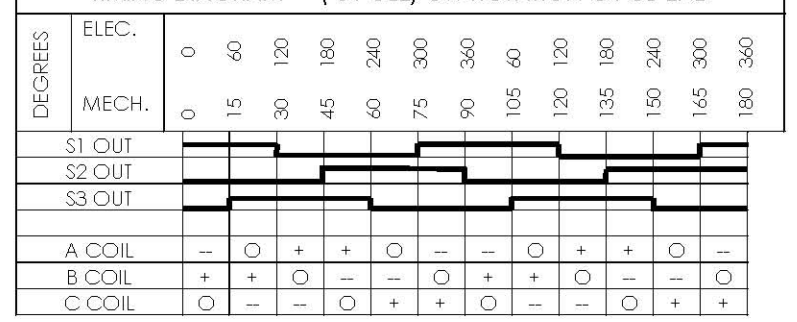 DEGREES
ELEC. 0 60 120 180 240 300 360 60 120 180 240 300 360
MECH. 0 15 30 45 60 75 90 105 120 135 150 165 180
S1 OUT
S2 OUT
S3 OUT
A COIL -- O + + O -- -- O + + O --
B COIL + + O -- -- O + + O -- -- O
C COIL O -- -- O + + O -- -- O + +